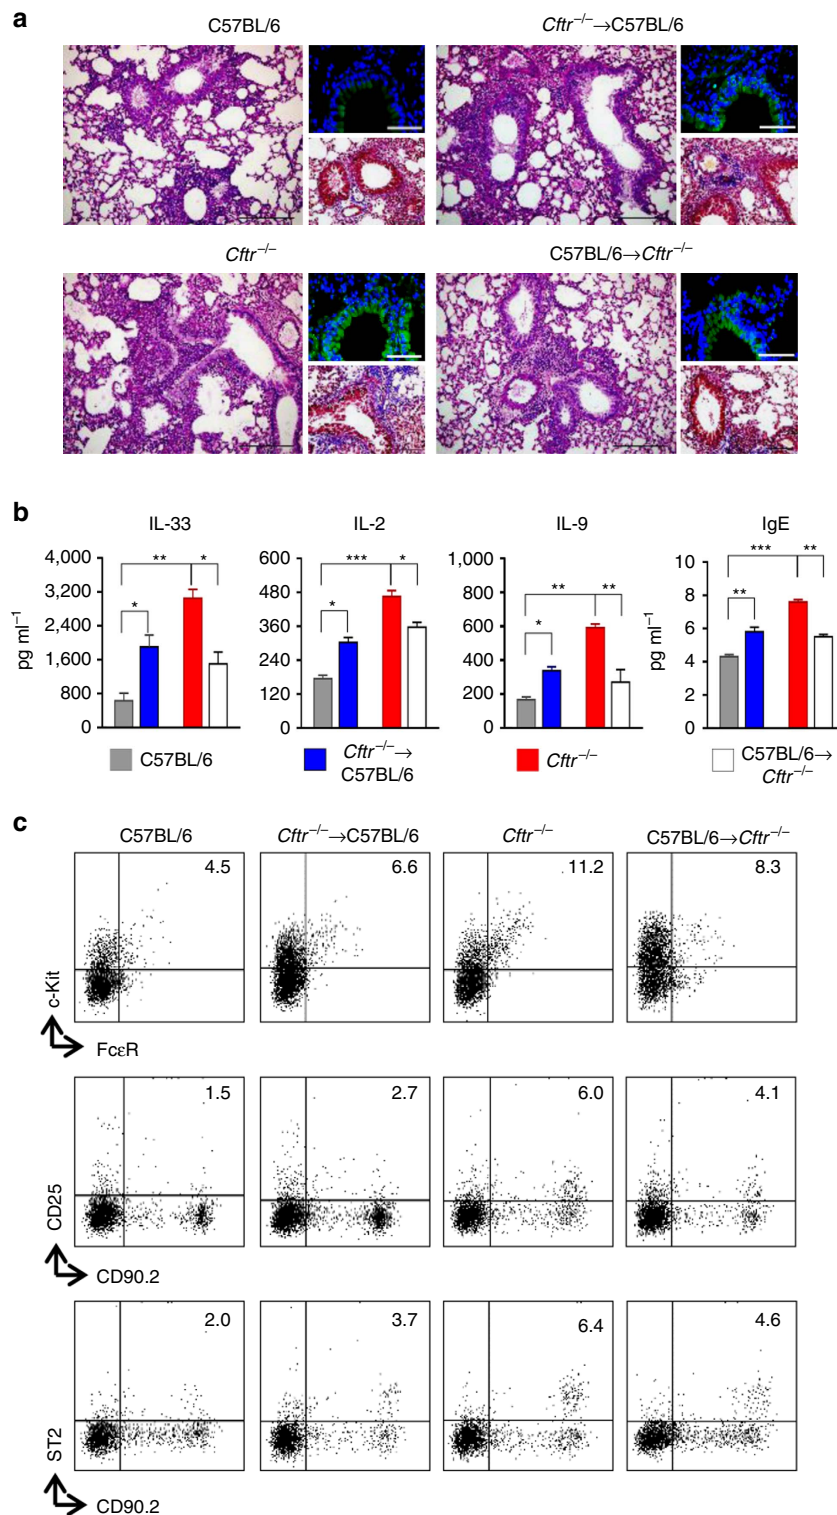 a
C57BL/6
Cftr−/−→C57BL/6
Cftr−/−
C57BL/6→Cftr−/−
b
IL-33
IL-2
IL-9
IgE
pg ml−1
4,000
3,200
2,400
1,600
800
0
**
*
*
600
480
360
240
120
0
***
*
*
1,000
800
600
400
200
0
**
**
*
pg ml−1
10
8
6
4
2
0
***
**
**
C57BL/6
Cftr−/−→
C57BL/6
Cftr−/−
C57BL/6→
Cftr−/−
c
C57BL/6
Cftr−/−→C57BL/6
Cftr−/−
C57BL/6→Cftr−/−
4.5
6.6
11.2
8.3
c-Kit
FcεR
1.5
2.7
6.0
4.1
CD25
CD90.2
2.0
3.7
6.4
4.6
ST2
CD90.2